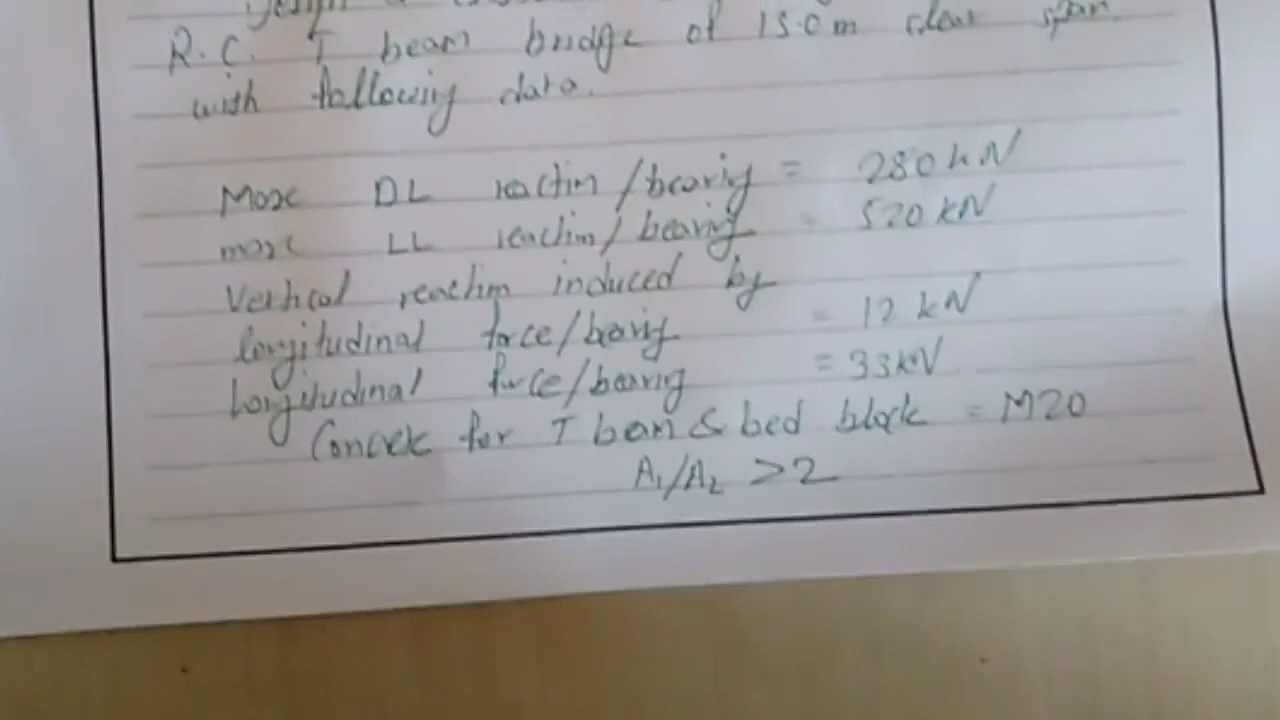 Design a
R.C. T beam bridge of 15.0m clear span
with following data.
Max DL reaction/bearing = 280 kN
max LL reaction/bearing = 520 kN
Vertical reaction induced by
longitudinal force/bearing = 12 kN
Longitudinal force/bearing = 33kN
Concrete for T beam & bed block = M20
A1/A2 > 2